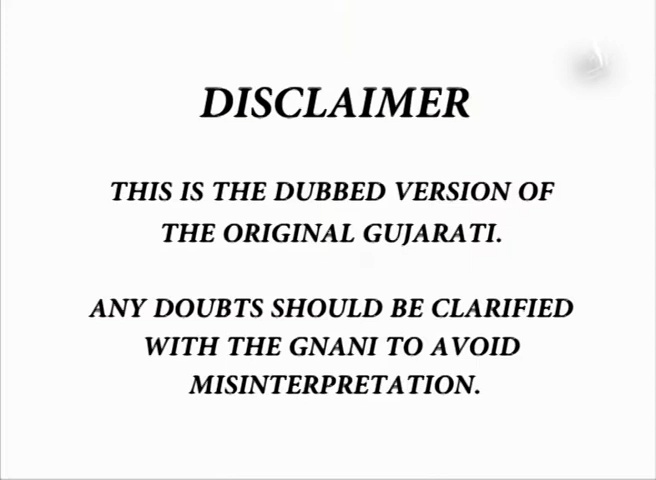 DISCLAIMER
THIS IS THE DUBBED VERSION OF
THE ORIGINAL GUJARATI.
ANY DOUBTS SHOULD BE CLARIFIED
WITH THE GNANI TO AVOID
MISINTERPRETATION.